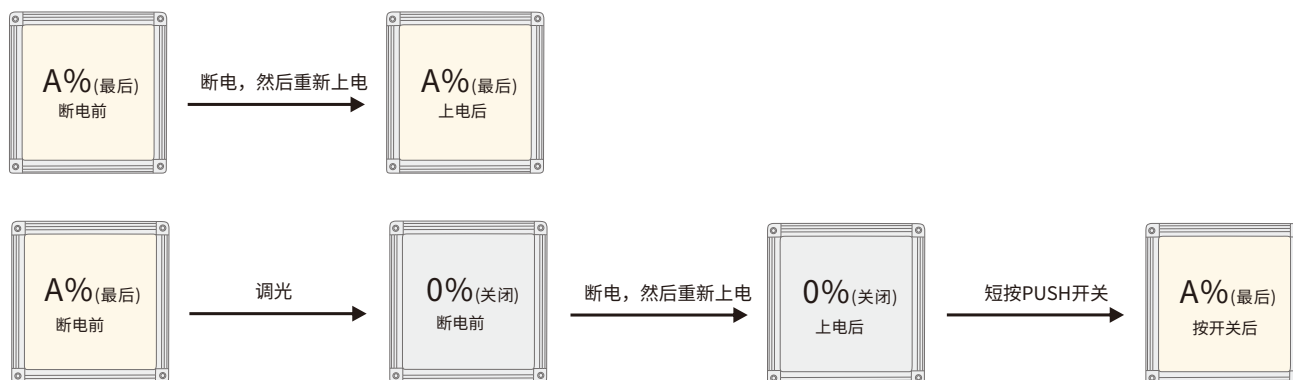 A%(最后)
断电前
断电，然后重新上电
A%(最后)
上电后
A%(最后)
断电前
调光
0%(关闭)
断电前
断电，然后重新上电
0%(关闭)
上电后
短按PUSH开关
A%(最后)
按开关后